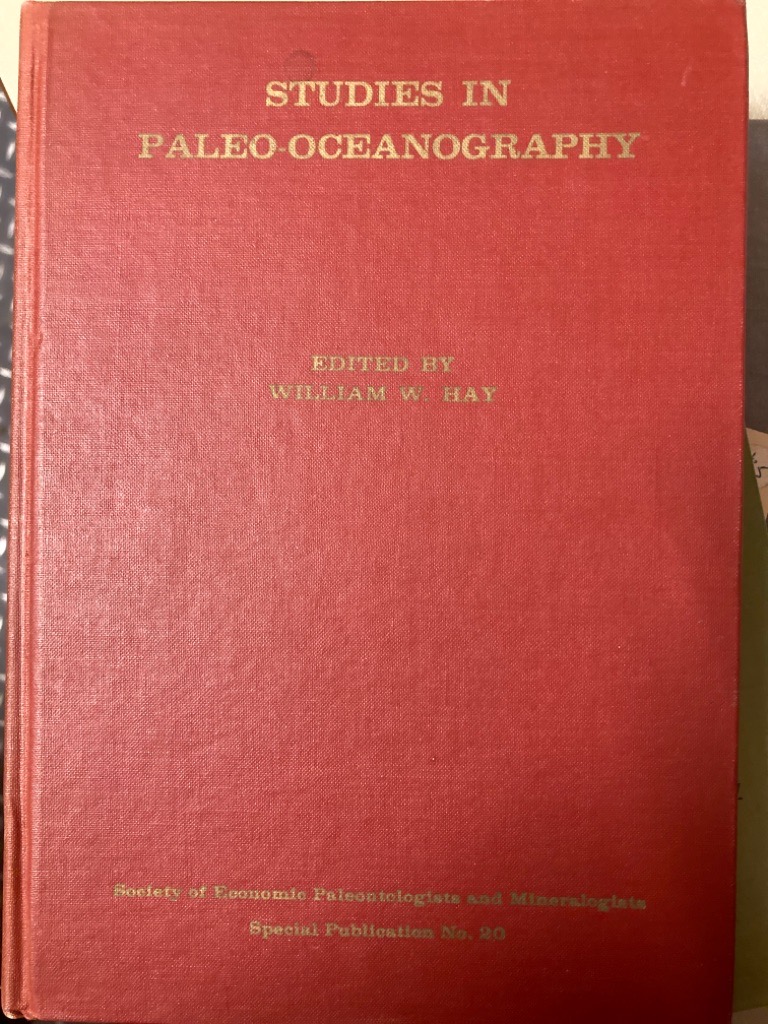 STUDIES IN
PALEO-OCEANOGRAPHY
EDITED BY
WILLIAM W. HAY
Society of Economic Paleontologists and Mineralogists
Special Publication No. 20